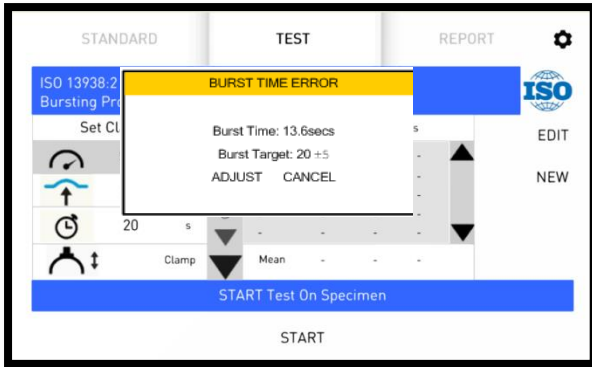 STANDARD TEST REPORT
ISO 13938:2
Bursting Pro
ISO
BURST TIME ERROR
Burst Time: 13.6secs
Burst Target: 20 ±5
ADJUST CANCEL
Set Cl
s
EDIT
NEW
20 s
- - - -
Clamp
Mean - - -
START Test On Specimen
START